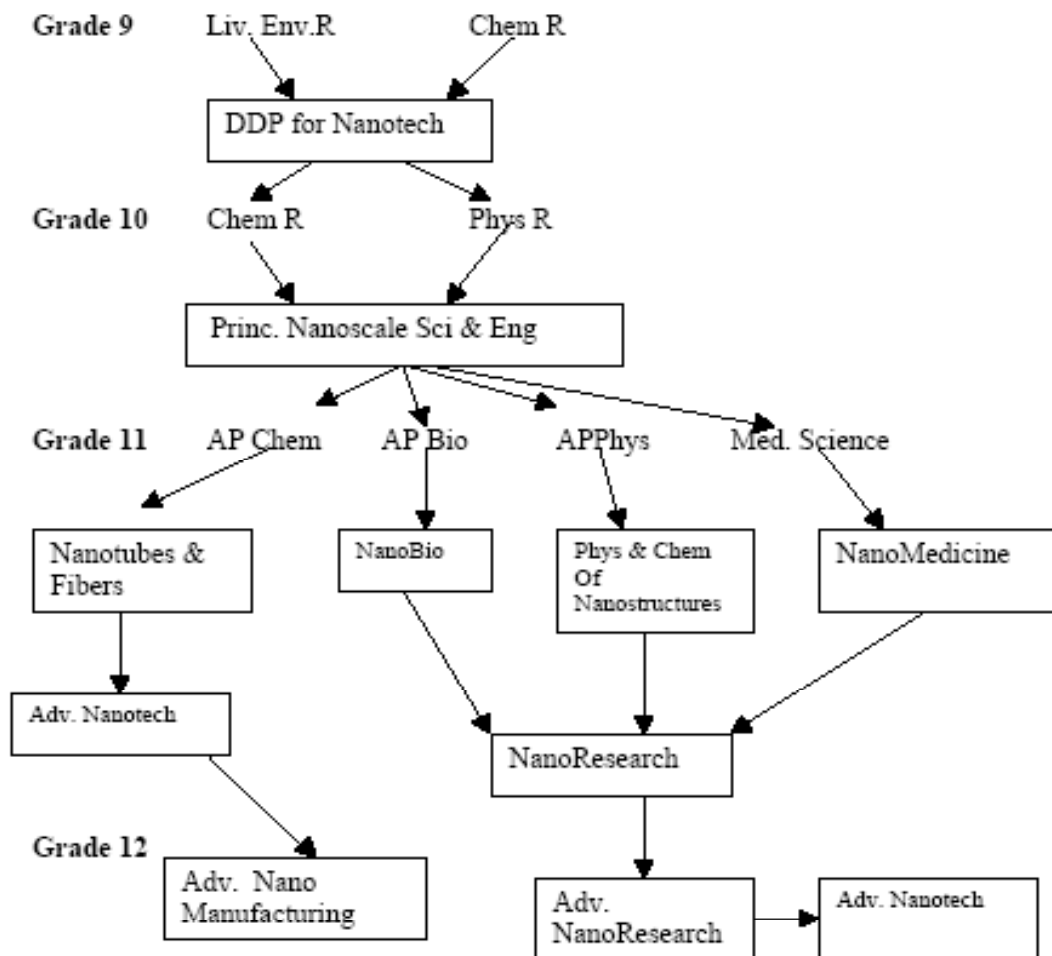 Grade 9 Liv. Env.R Chem R
DDP for Nanotech
Grade 10 Chem R Phys R
Princ. Nanoscale Sci & Eng
Grade 11 AP Chem AP Bio APPhys Med. Science
Nanotubes &
Fibers
NanoBio
Phys & Chem
Of
Nanostructures
NanoMedicine
Adv. Nanotech
NanoResearch
Grade 12
Adv. Nano
Manufacturing
Adv.
NanoResearch
Adv. Nanotech